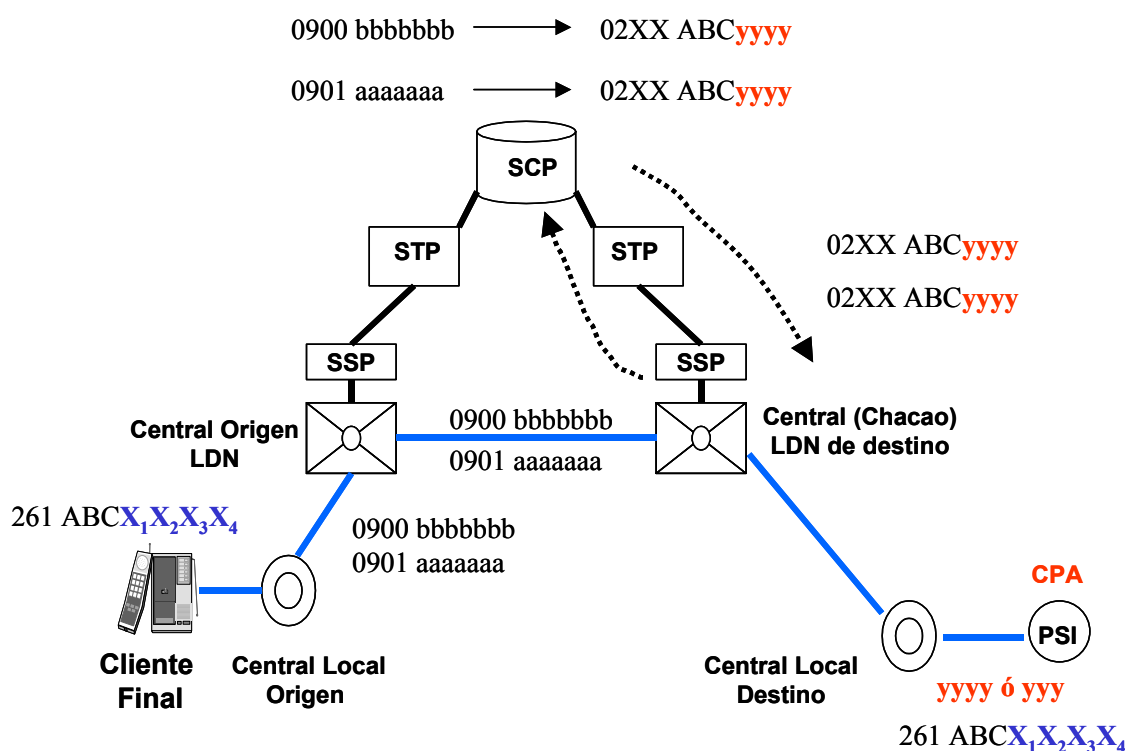 0900 bbbbbbb 02XX ABCyyyy
0901 aaaaaaa 02XX ABCyyyy
SCP
STP
STP
02XX ABCyyyy
02XX ABCyyyy
SSP
SSP
Central Origen
LDN
0900 bbbbbbb
0901 aaaaaaa
Central (Chacao)
LDN de destino
261 ABCX₁X₂X₃X₄
0900 bbbbbbb
0901 aaaaaaa
Cliente
Final
Central Local
Origen
Central Local
Destino
CPA
PSI
yyyy ó yyy
261 ABCX₁X₂X₃X₄